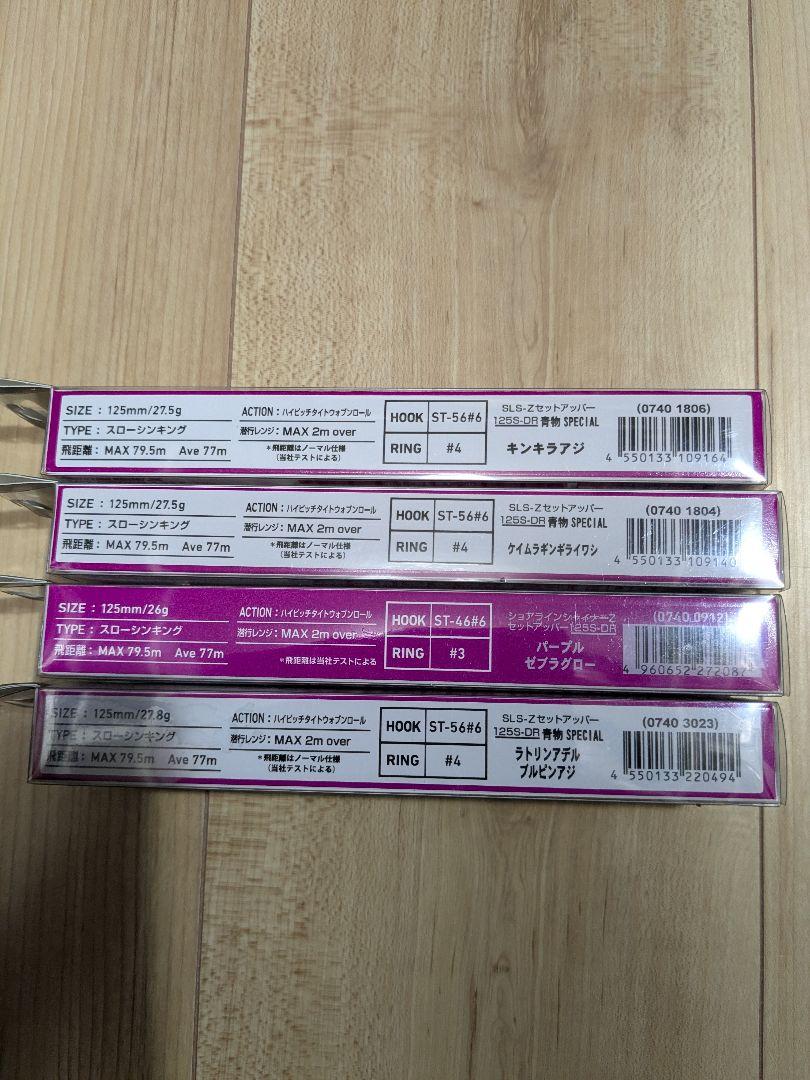 SIZE : 125mm/27.5g
TYPE : スローシンキング
飛距離 : MAX 79.5m Ave 77m
ACTION : ハイピッチタイトウォブンロール
潜行レンジ : MAX 2m over
*飛距離はノーマル仕様
(当社テストによる)
HOOK ST-56#6
RING #4
SLS-Zセットアッパー
125S-DR 青物 SPECIAL
キンキラアジ
(0740 1806)
4 550133 109164
SIZE : 125mm/27.5g
TYPE : スローシンキング
飛距離 : MAX 79.5m Ave 77m
ACTION : ハイピッチタイトウォブンロール
潜行レンジ : MAX 2m over
*飛距離はノーマル仕様
(当社テストによる)
HOOK ST-56#6
RING #4
SLS-Zセットアッパー
125S-DR 青物 SPECIAL
ケイムラギンギライワシ
(0740 1804)
4 550133 109140
SIZE : 125mm/26g
TYPE : スローシンキング
飛距離 : MAX 79.5m Ave 77m
ACTION : ハイピッチタイトウォブンロール
潜行レンジ : MAX 2m over
*飛距離は当社テストによる
HOOK ST-46#6
RING #3
ショアラインシャイナーZ
セットアッパー 125S-DR
パープル
ゼブラグロー
(0740 0912)
4 960652 272087
SIZE : 125mm/27.8g
TYPE : スローシンキング
飛距離 : MAX 79.5m Ave 77m
ACTION : ハイピッチタイトウォブンロール
潜行レンジ : MAX 2m over
*飛距離はノーマル仕様
(当社テストによる)
HOOK ST-56#6
RING #4
SLS-Zセットアッパー
125S-DR 青物 SPECIAL
ラトリンアデル
ブルピンアジ
(0740 3023)
4 550133 220494